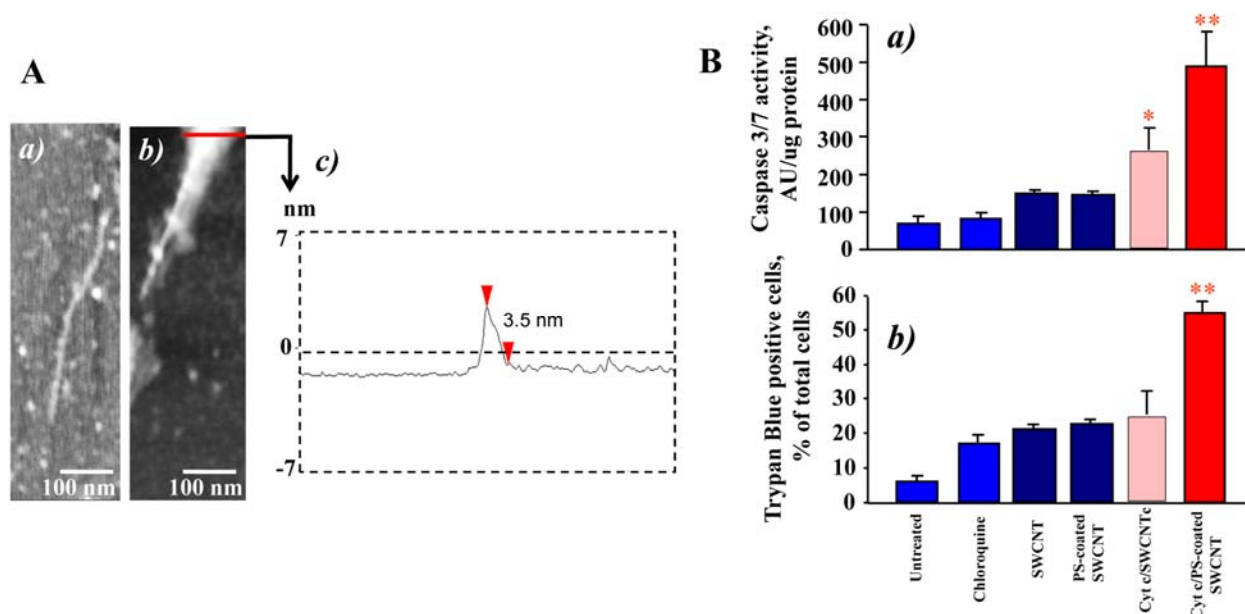 A
a)
b)
c)
nm
7
0
-7
3.5 nm
100 nm
100 nm
B
a)
Caspase 3/7 activity,
AU/ug protein
600
500
400
300
200
100
0
*
**
b)
Trypan Blue positive cells,
% of total cells
60
50
40
30
20
10
0
**
Untreated
Chloroquine
SWCNT
PS-coated
SWCNT
Cyt c/SWCNTc
Cyt c/PS-coated
SWCNT